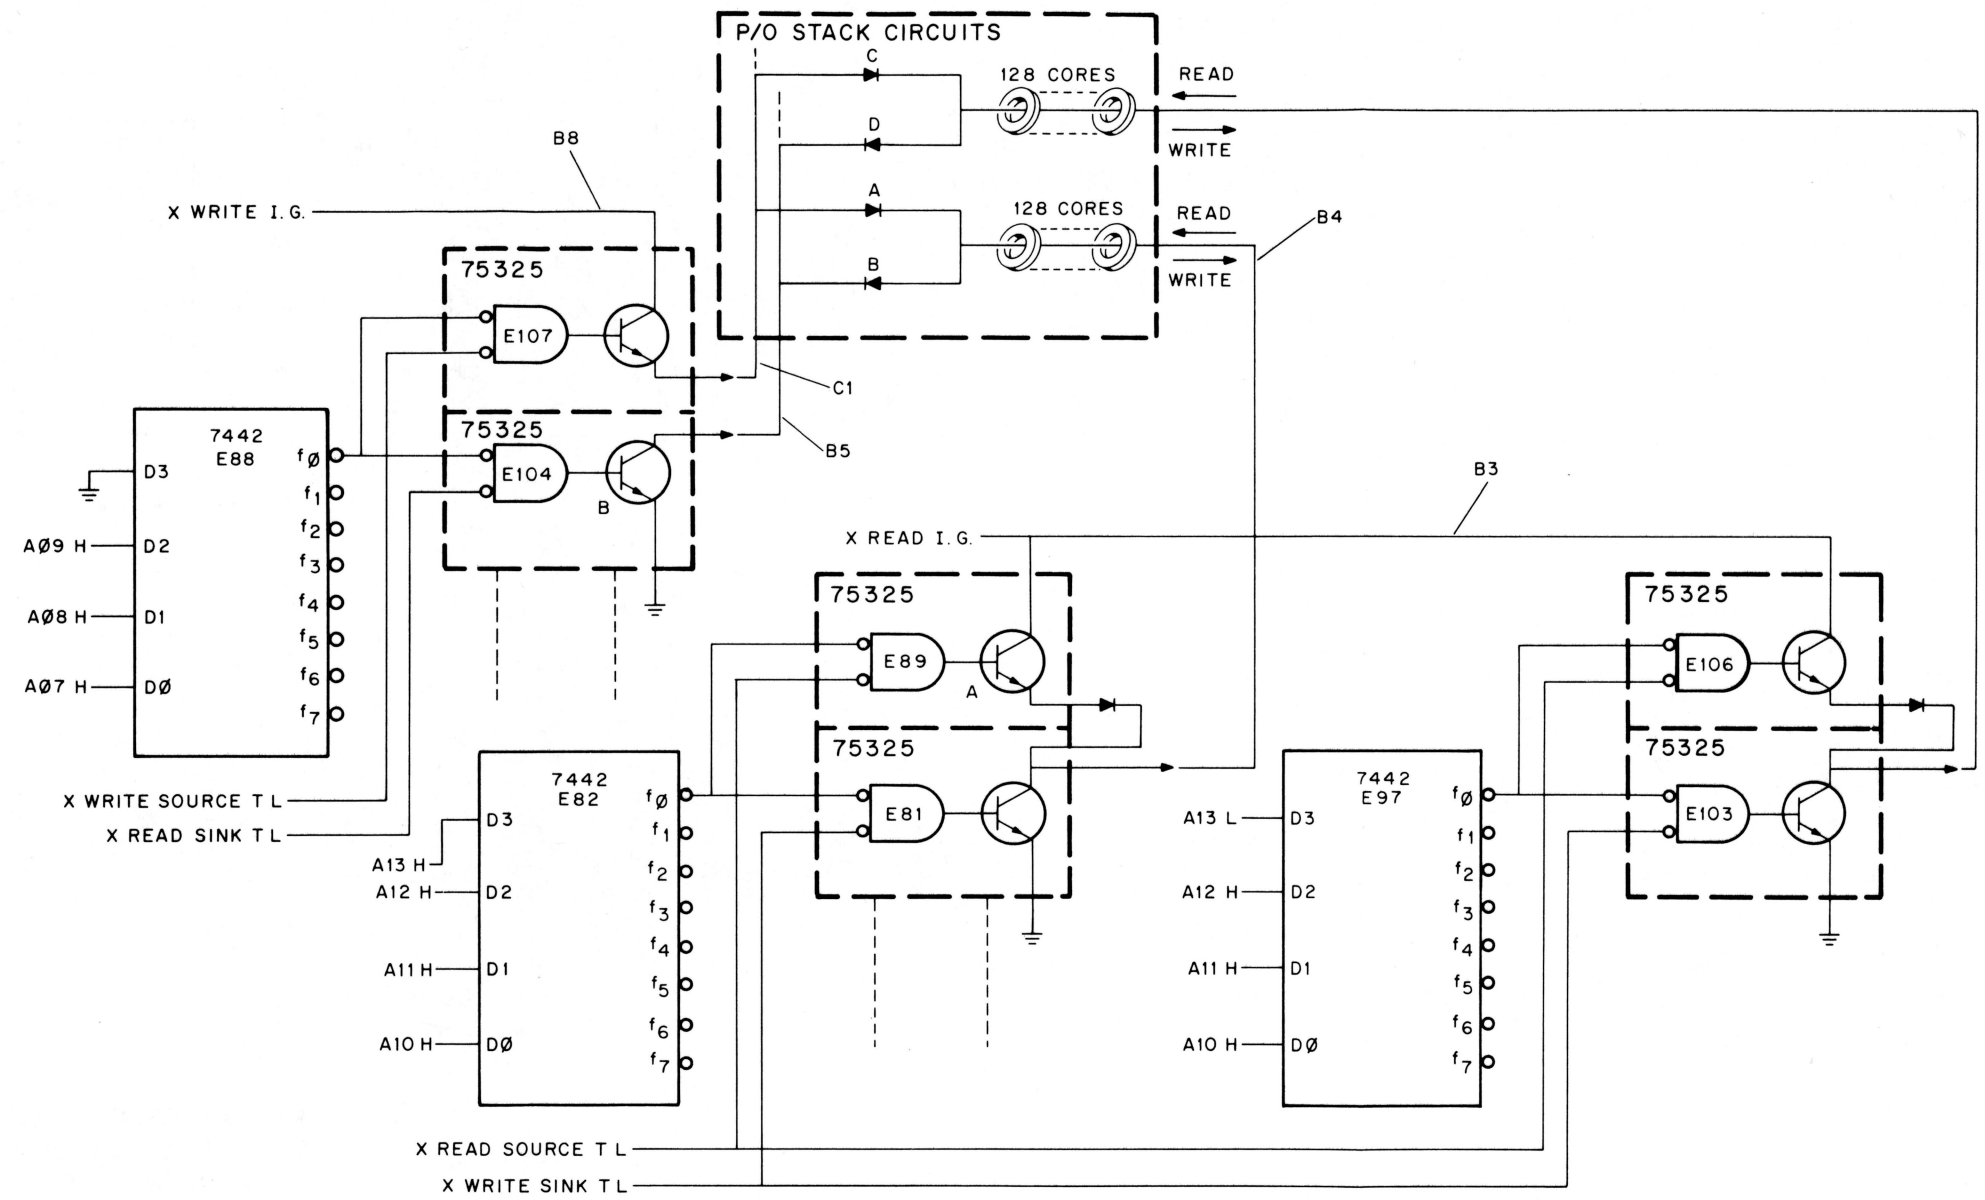 P/O STACK CIRCUITS
C
128 CORES
READ
D
WRITE
B8
A
128 CORES
READ
B4
X WRITE I.G.
B
WRITE
75325
E107
C1
75325
E104
B
B5
7442
E88
fØ
f1
f2
f3
f4
f5
f6
f7
D3
A09 H
D2
A08 H
D1
A07 H
DØ
B3
X READ I.G.
75325
E89
A
75325
E81
75325
E106
75325
E103
X WRITE SOURCE T L
X READ SINK T L
7442
E82
fØ
f1
f2
f3
f4
f5
f6
f7
D3
A13 H
A12 H
D2
A11 H
D1
A10 H
DØ
7442
E97
fØ
f1
f2
f3
f4
f5
f6
f7
A13 L
D3
A12 H
D2
A11 H
D1
A10 H
DØ
X READ SOURCE T L
X WRITE SINK T L